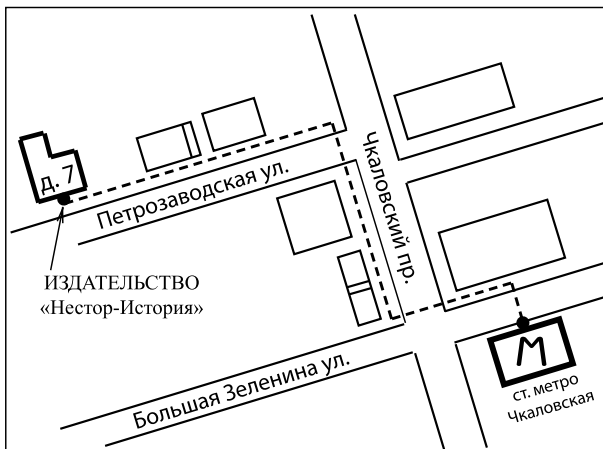 Чкаловский пр.
д. 7
Петрозаводская ул.
ИЗДАТЕЛЬСТВО
«Нестор-История»
М
Большая Зеленина ул.
ст. метро
Чкаловская